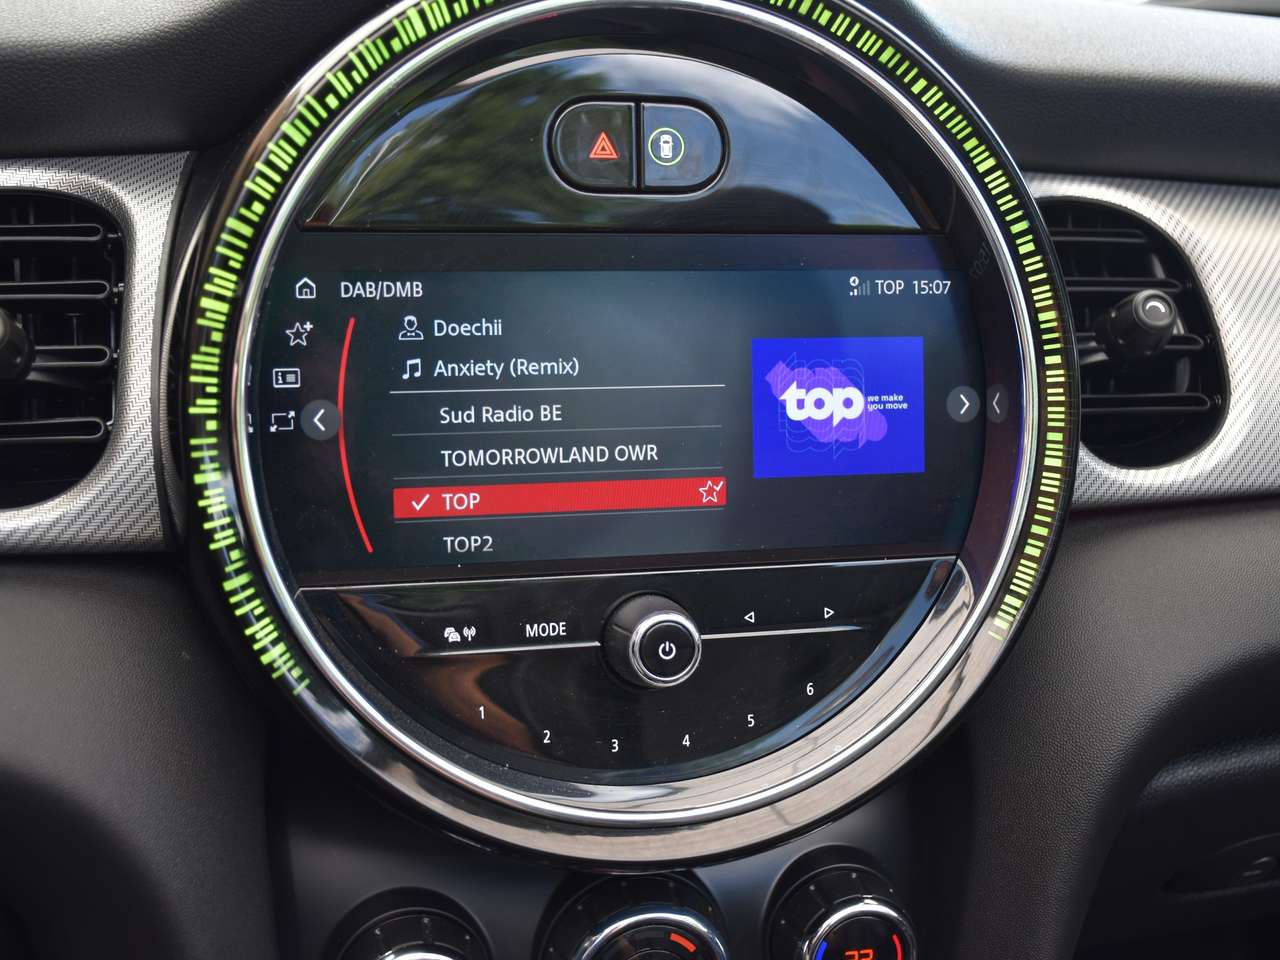 DAB/DMB
TOP 15:07
Doechii
Anxiety (Remix)
Sud Radio BE
TOMORROWLAND OWR
TOP
TOP2
top
we make
you move
MODE
1
2
3
4
5
6